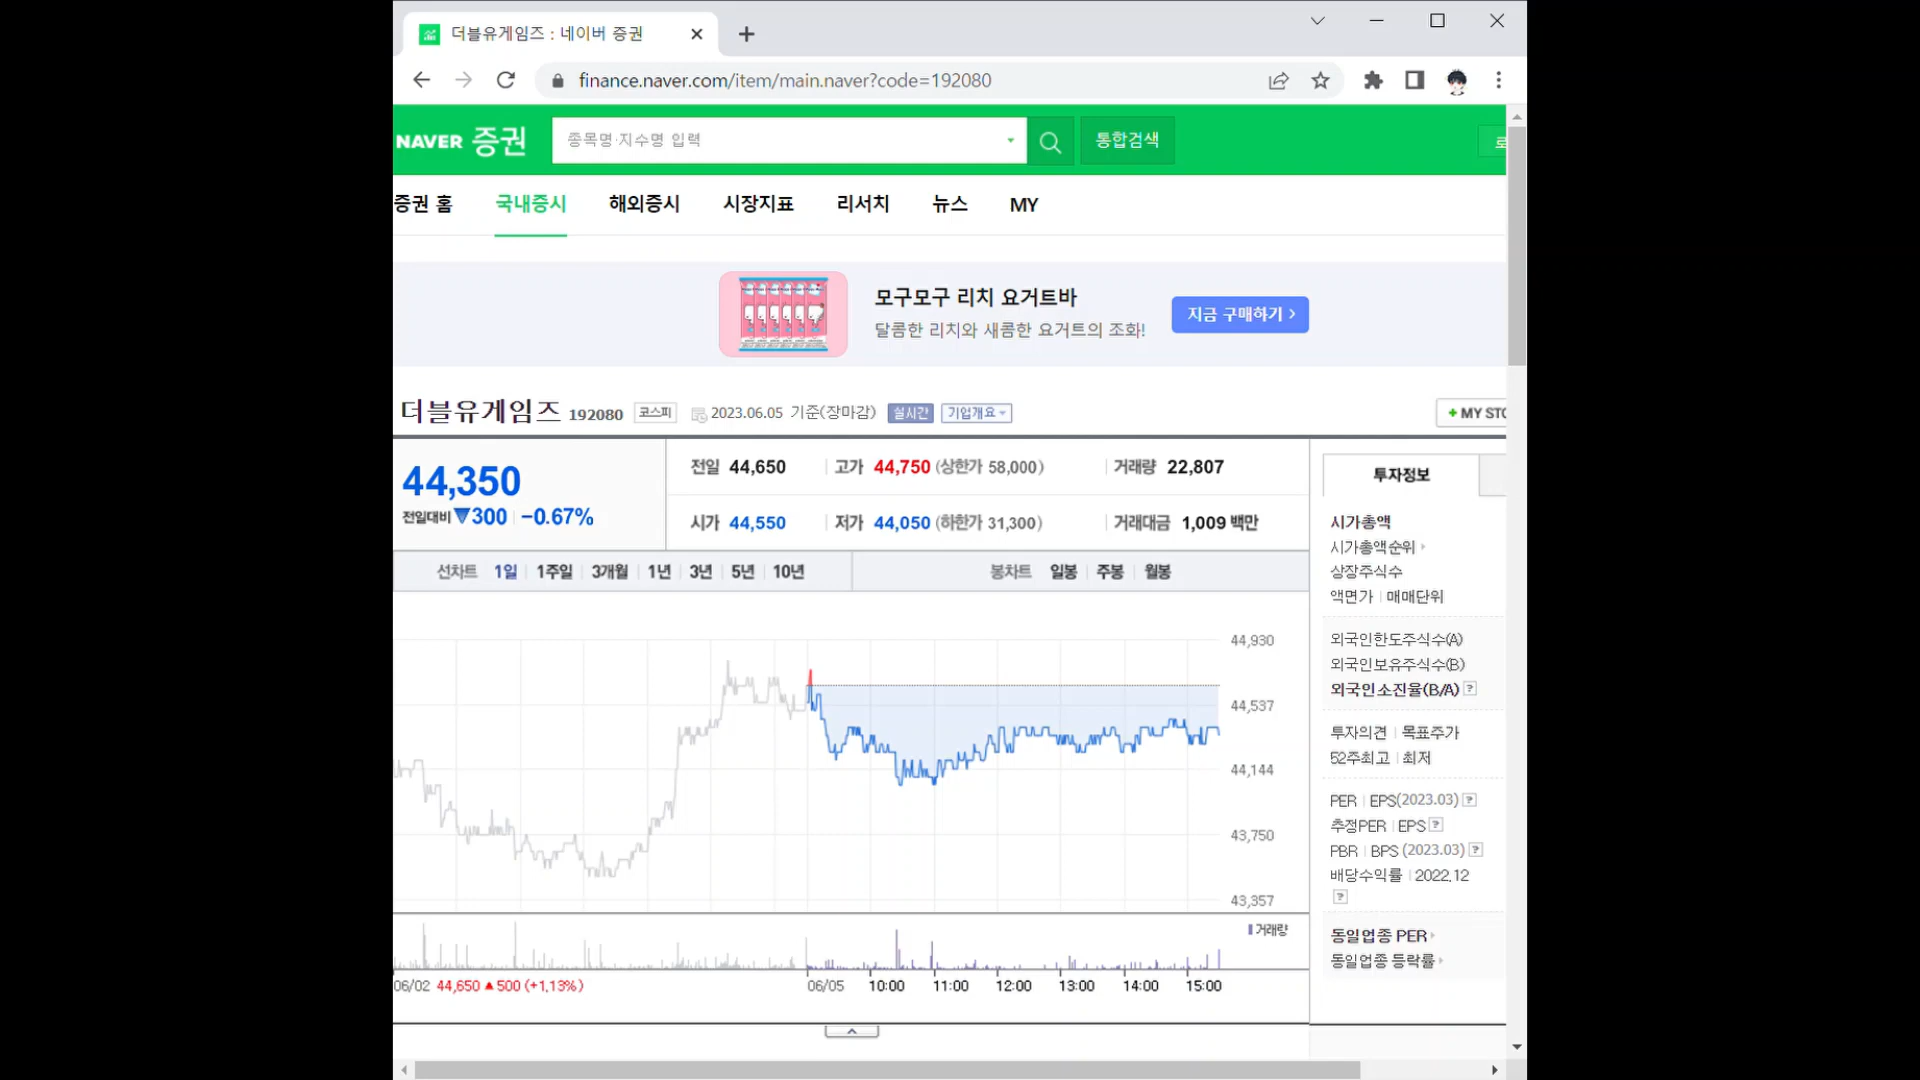 더블유게임즈 : 네이버 증권
finance.naver.com/item/main.naver?code=192080
NAVER 증권
종목명·지수명 입력
통합검색
로
증권 홈 국내증시 해외증시 시장지표 리서치 뉴스 MY
모구모구 리치 요거트바
달콤한 리치와 새콤한 요거트의 조화!
지금 구매하기 >
더블유게임즈 192080 코스피 2023.06.05 기준(장마감) 실시간 기업개요
+ MY STO
44,350
전일대비 ▼300 -0.67%
전일 44,650 고가 44,750 (상한가 58,000) 거래량 22,807
시가 44,550 저가 44,050 (하한가 31,300) 거래대금 1,009 백만
선차트 1일 1주일 3개월 1년 3년 5년 10년
봉차트 일봉 주봉 월봉
44,930
44,537
44,144
43,750
43,357
거래량
06/02 44,650 ▲500 (+1.13%)
06/05 10:00 11:00 12:00 13:00 14:00 15:00
투자정보
시가총액
시가총액순위
상장주식수
액면가 | 매매단위
외국인한도주식수(A)
외국인보유주식수(B)
외국인소진율(B/A) ?
투자의견 | 목표주가
52주최고 | 최저
PER | EPS(2023.03) ?
추정PER | EPS ?
PBR | BPS (2023.03) ?
배당수익률 | 2022.12
?
동일업종 PER
동일업종 등락률